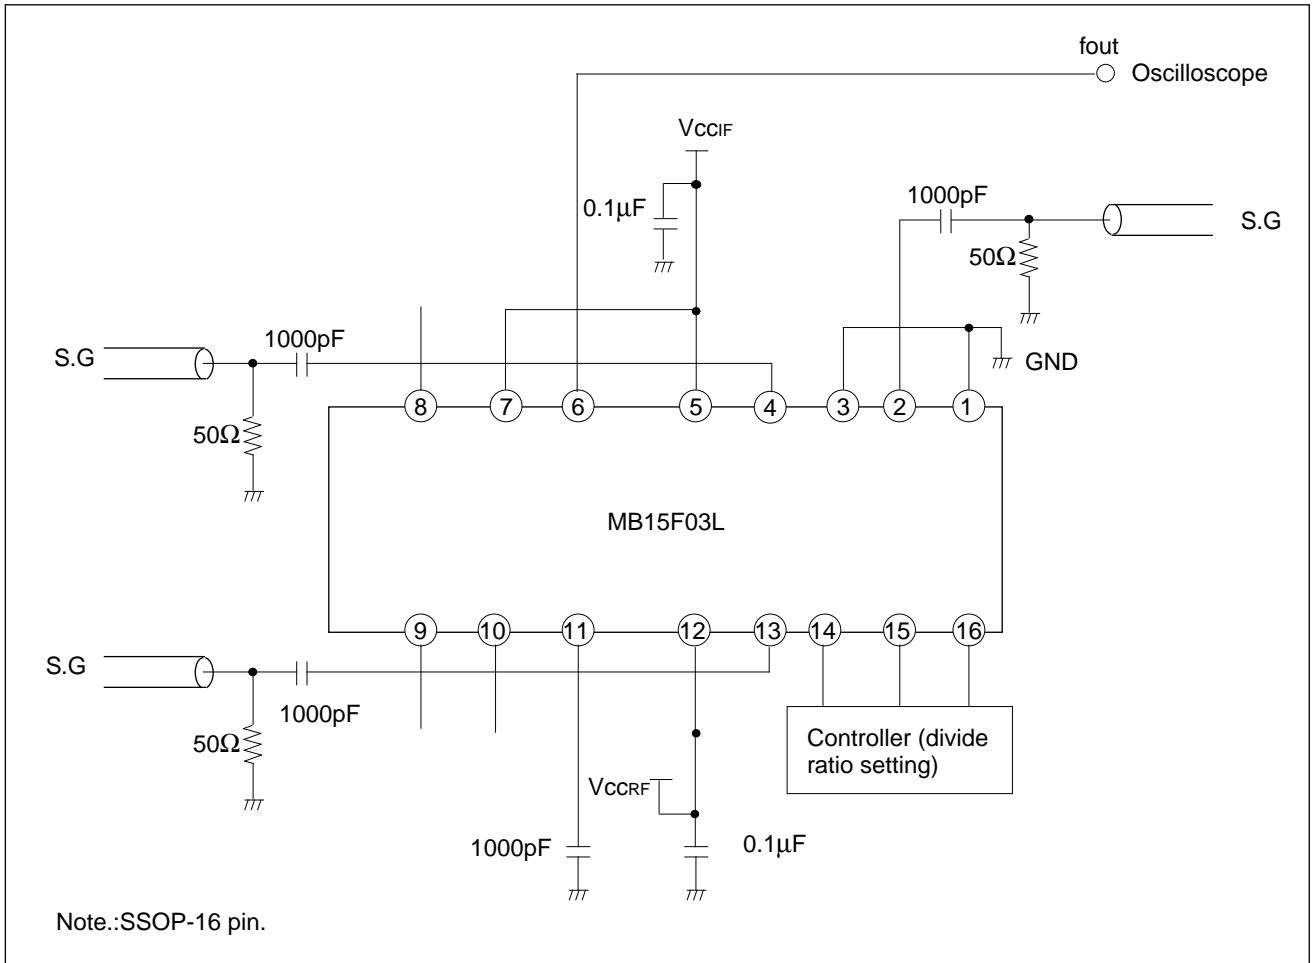 fout
Oscilloscope
VccIF
0.1μF
1000pF
S.G
50Ω
1000pF
S.G
GND
50Ω
8 7 6 5 4 3 2 1
MB15F03L
9 10 11 12 13 14 15 16
S.G
1000pF
50Ω
Controller (divide
ratio setting)
VccRF
1000pF
0.1μF
Note.:SSOP-16 pin.